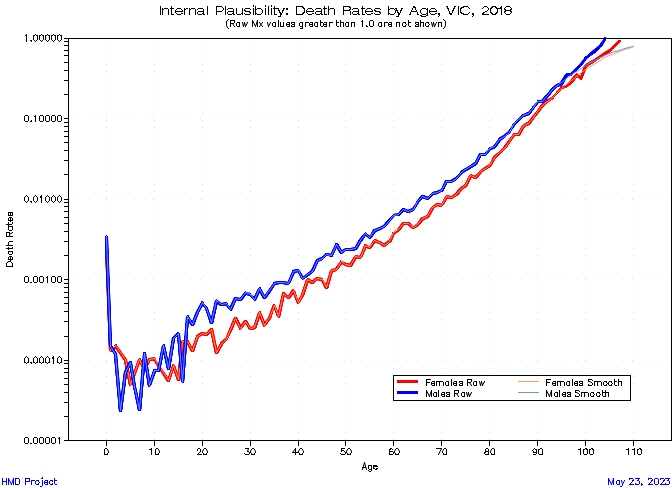 Internal Plausibility: Death Rates by Age, VIC, 2018
(Raw Mx values greater than 1.0 are not shown)
1.00000
0.10000
0.01000
0.00100
0.00010
0.00001
Death Rates
Females Raw
Females Smooth
Males Raw
Males Smooth
0 10 20 30 40 50 60 70 80 90 100 110
Age
HMD Project
May 23, 2023